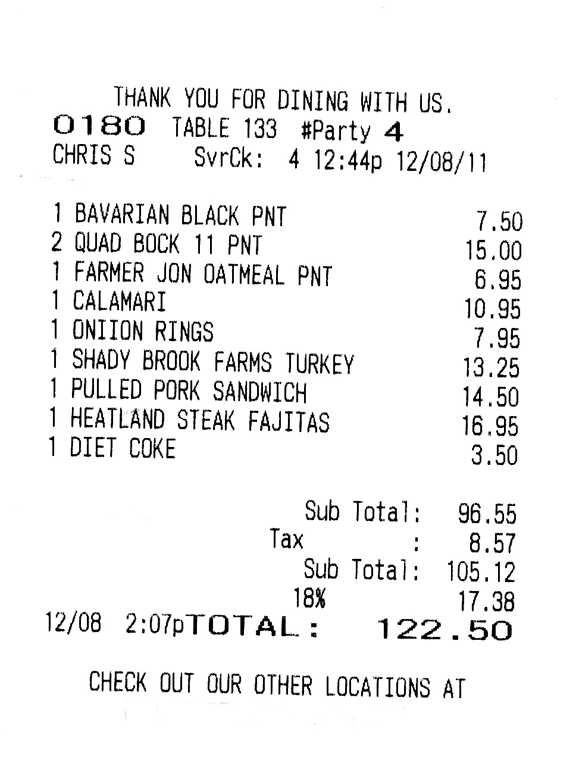 THANK YOU FOR DINING WITH US.
0180 TABLE 133 #Party 4
CHRIS S SvrCk: 4 12:44p 12/08/11
1 BAVARIAN BLACK PNT 7.50
2 QUAD BOCK 11 PNT 15.00
1 FARMER JON OATMEAL PNT 6.95
1 CALAMARI 10.95
1 ONIION RINGS 7.95
1 SHADY BROOK FARMS TURKEY 13.25
1 PULLED PORK SANDWICH 14.50
1 HEATLAND STEAK FAJITAS 16.95
1 DIET COKE 3.50
Sub Total: 96.55
Tax : 8.57
Sub Total: 105.12
18% 17.38
12/08 2:07pTOTAL: 122.50
CHECK OUT OUR OTHER LOCATIONS AT